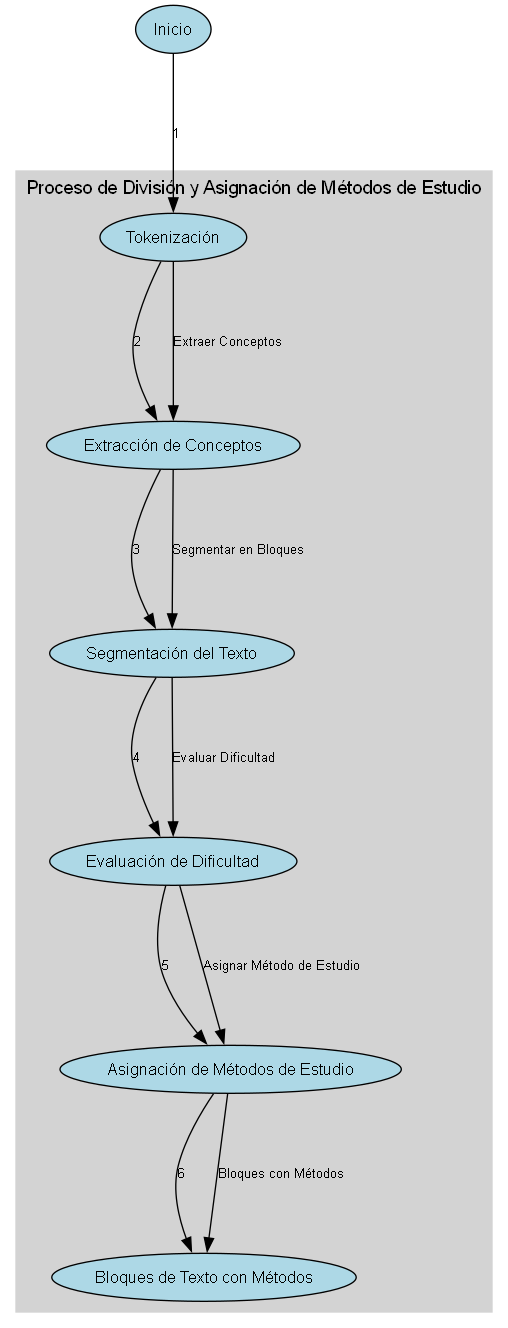 Inicio
1
Proceso de División y Asignación de Métodos de Estudio
Tokenización
2
Extraer Conceptos
Extracción de Conceptos
3
Segmentar en Bloques
Segmentación del Texto
4
Evaluar Dificultad
Evaluación de Dificultad
5
Asignar Método de Estudio
Asignación de Métodos de Estudio
6
Bloques con Métodos
Bloques de Texto con Métodos